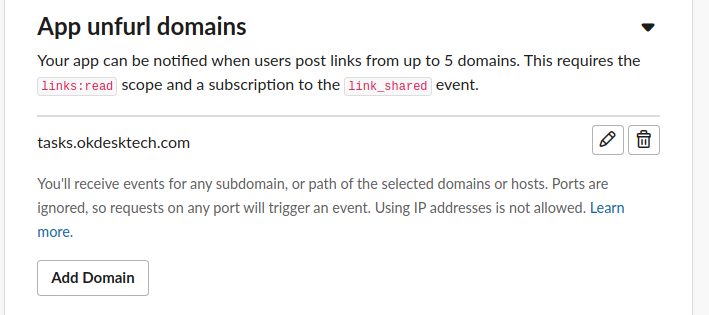 App unfurl domains
Your app can be notified when users post links from up to 5 domains. This requires the
links:read scope and a subscription to the link_shared event.
tasks.okdesktech.com
You'll receive events for any subdomain, or path of the selected domains or hosts. Ports are
ignored, so requests on any port will trigger an event. Using IP addresses is not allowed. Learn
more.
Add Domain